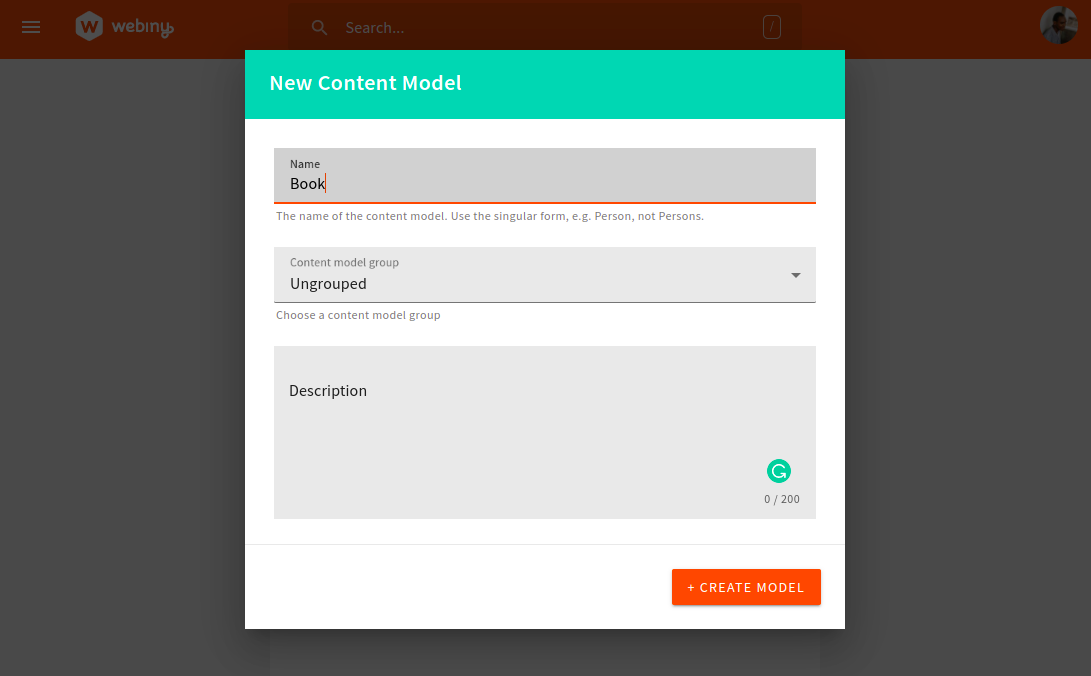 webiny
Search...
/
New Content Model
Name
Book
The name of the content model. Use the singular form, e.g. Person, not Persons.
Content model group
Ungrouped
Choose a content model group
Description
0 / 200
+ CREATE MODEL